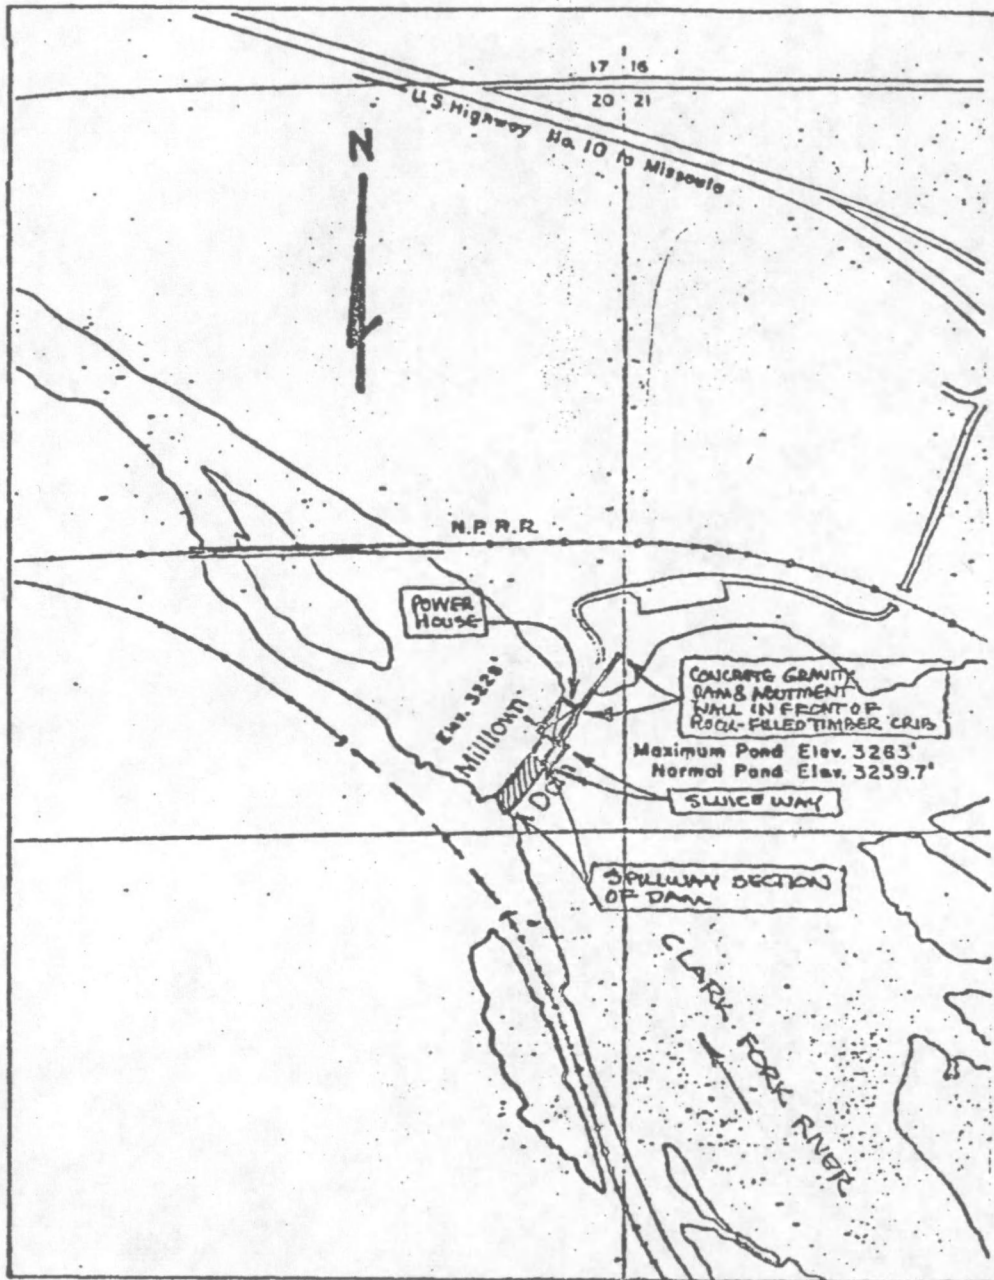 17 16
20 21
U.S. Highway No. 10 to Missoula
N
N.P. R.R.
POWER
HOUSE
CONCRETE GRAVITY
DAM & ABUTMENT
WALL IN FRONT OF
ROCK-FILLED TIMBER CRIB
Elev. 3226'
Milltown
Maximum Pond Elev. 3263'
Normal Pond Elev. 3259.7'
SLUICE WAY
SPILLWAY SECTION
OF DAM
CLARK FORK RIVER